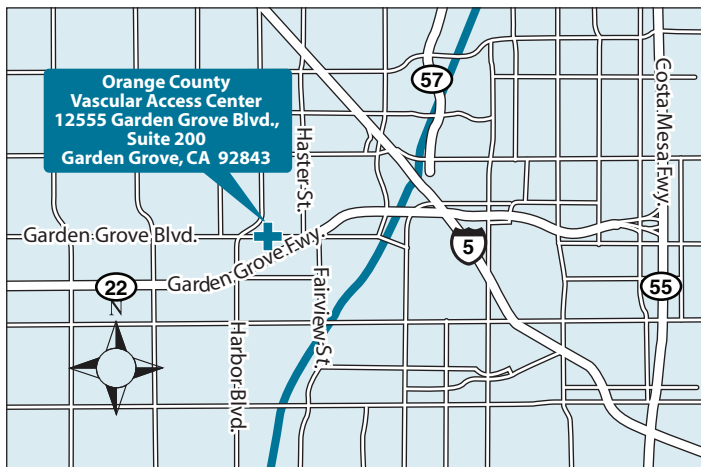 Orange County
Vascular Access Center
12555 Garden Grove Blvd.,
Suite 200
Garden Grove, CA 92843
57
Costa Mesa Fwy.
Haster St.
Garden Grove Blvd.
Garden Grove Fwy.
5
22
55
N
Fairview St.
Harbor Blvd.